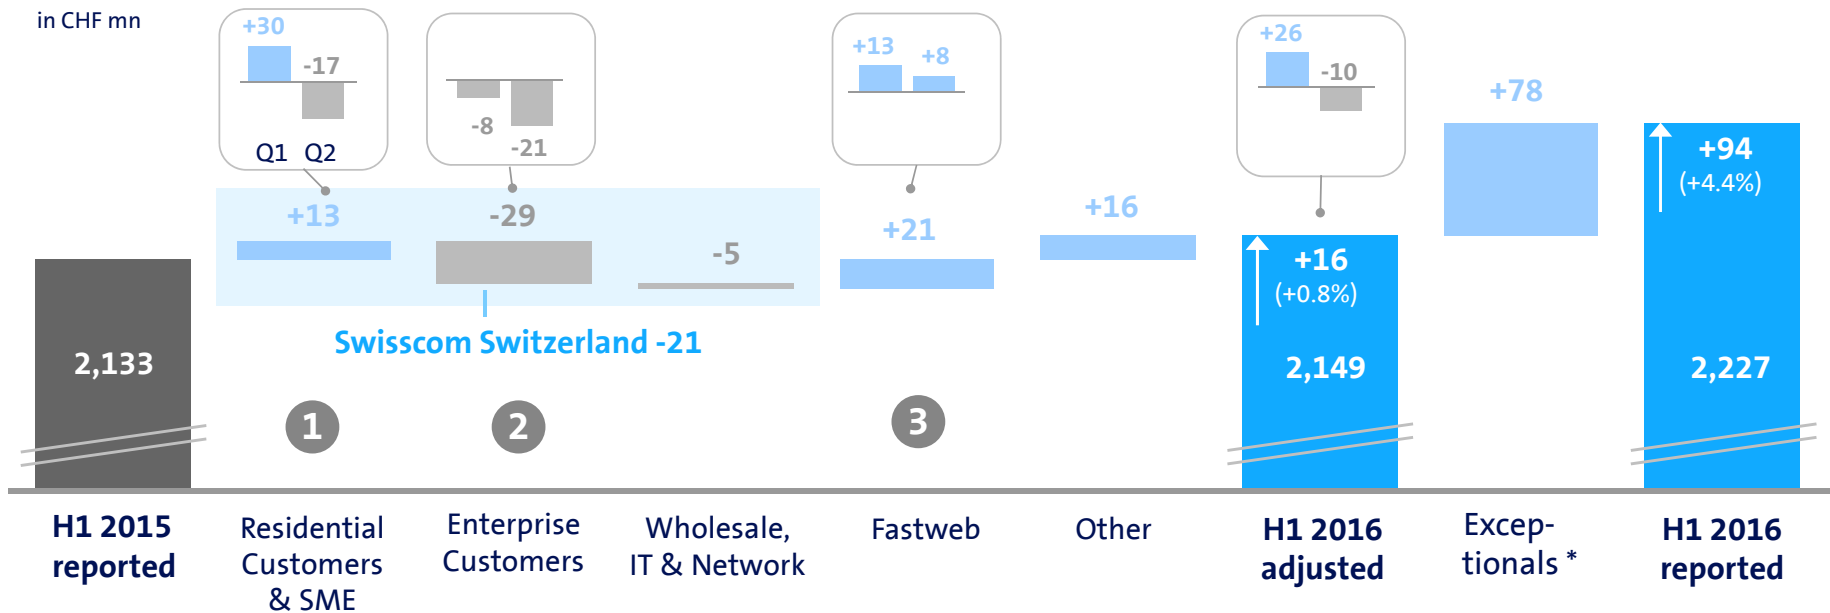 in CHF mn
+30
-17
Q1 Q2
-8
-21
+13
+8
+26
-10
+13
-29
-5
+21
+16
+16
(+0.8%)
+78
+94
(+4.4%)
Swisscom Switzerland -21
2,133
2,149
2,227
1
2
3
H1 2015
reported
Residential
Customers
& SME
Enterprise
Customers
Wholesale,
IT & Network
Fastweb
Other
H1 2016
adjusted
Excep-
tionals *
H1 2016
reported